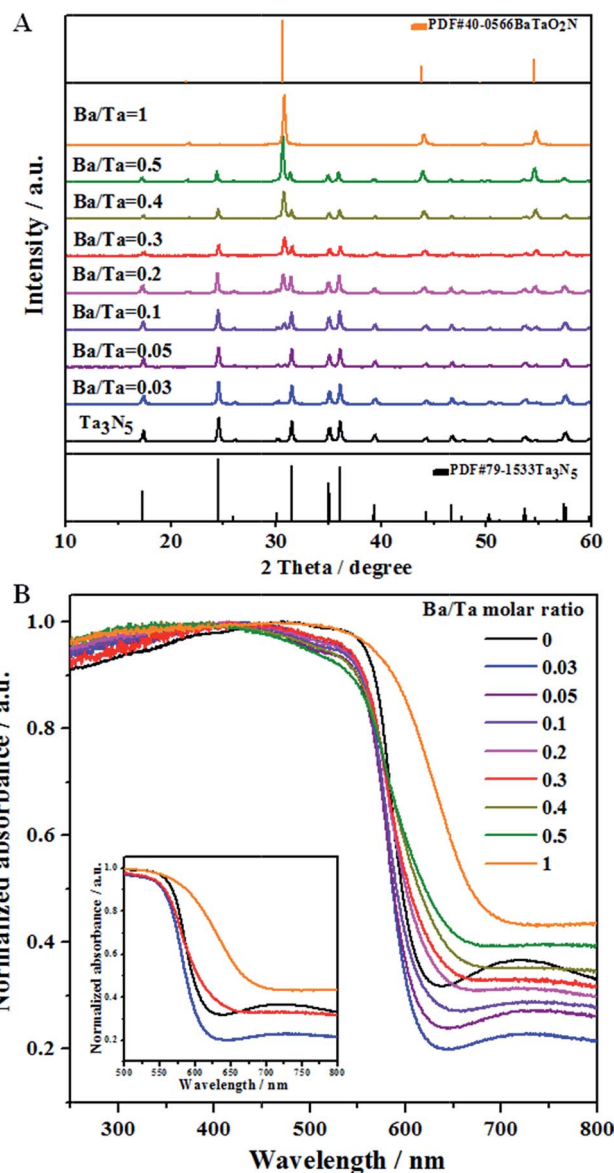 A
PDF#40-0566BaTaO₂N
Ba/Ta=1
Ba/Ta=0.5
Ba/Ta=0.4
Ba/Ta=0.3
Ba/Ta=0.2
Ba/Ta=0.1
Ba/Ta=0.05
Ba/Ta=0.03
Ta₃N₅
PDF#79-1533Ta₃N₅
Intensity / a.u.
10 20 30 40 50 60
2 Theta / degree
B
Ba/Ta molar ratio
0
0.03
0.05
0.1
0.2
0.3
0.4
0.5
1
Normalized absorbance / a.u.
1.0
0.8
0.6
0.4
0.2
Normalized absorbance / a.u.
1.0
0.8
0.6
0.4
0.2
500 550 600 650 700 750 800
Wavelength / nm
300 400 500 600 700 800
Wavelength / nm